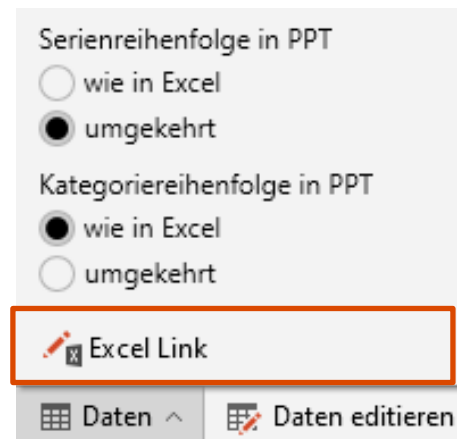 Serienreihenfolge in PPT
wie in Excel
umgekehrt
Kategoriereihenfolge in PPT
wie in Excel
umgekehrt
Excel Link
Daten Daten editieren